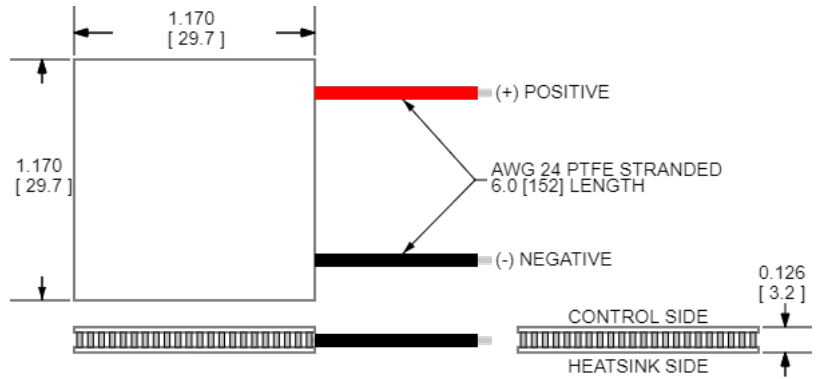 1.170
[ 29.7 ]
(+) POSITIVE
1.170
[ 29.7 ]
AWG 24 PTFE STRANDED
6.0 [152] LENGTH
(-) NEGATIVE
0.126
[ 3.2 ]
CONTROL SIDE
HEATSINK SIDE